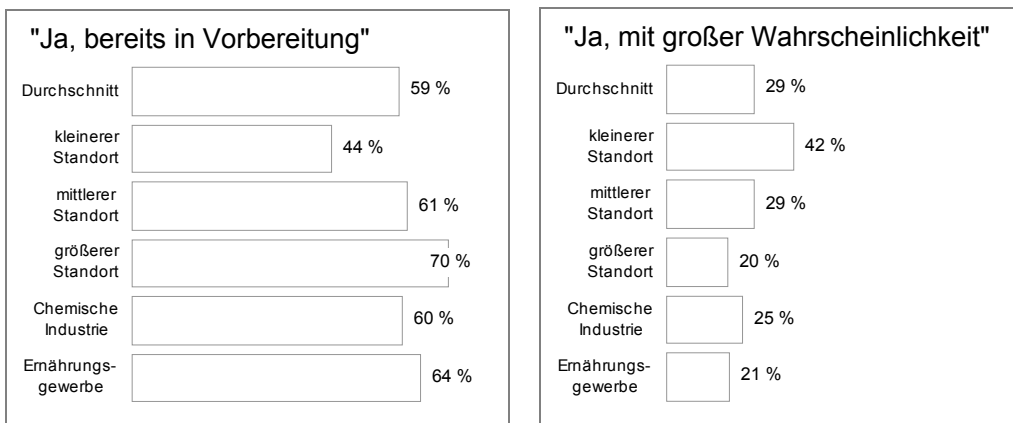 "Ja, bereits in Vorbereitung"
Durchschnitt
59 %
kleinerer
Standort
44 %
mittlerer
Standort
61 %
größerer
Standort
70 %
Chemische
Industrie
60 %
Ernährungs-
gewerbe
64 %
"Ja, mit großer Wahrscheinlichkeit"
Durchschnitt
29 %
kleinerer
Standort
42 %
mittlerer
Standort
29 %
größerer
Standort
20 %
Chemische
Industrie
25 %
Ernährungs-
gewerbe
21 %